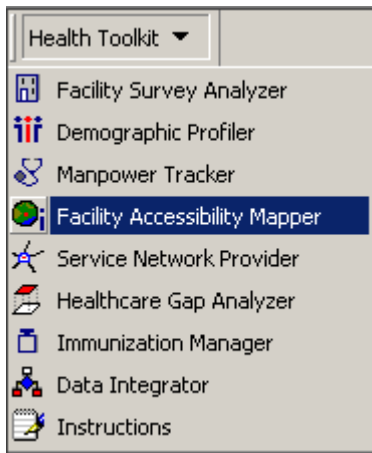 Health Toolkit
Facility Survey Analyzer
Demographic Profiler
Manpower Tracker
Facility Accessibility Mapper
Service Network Provider
Healthcare Gap Analyzer
Immunization Manager
Data Integrator
Instructions